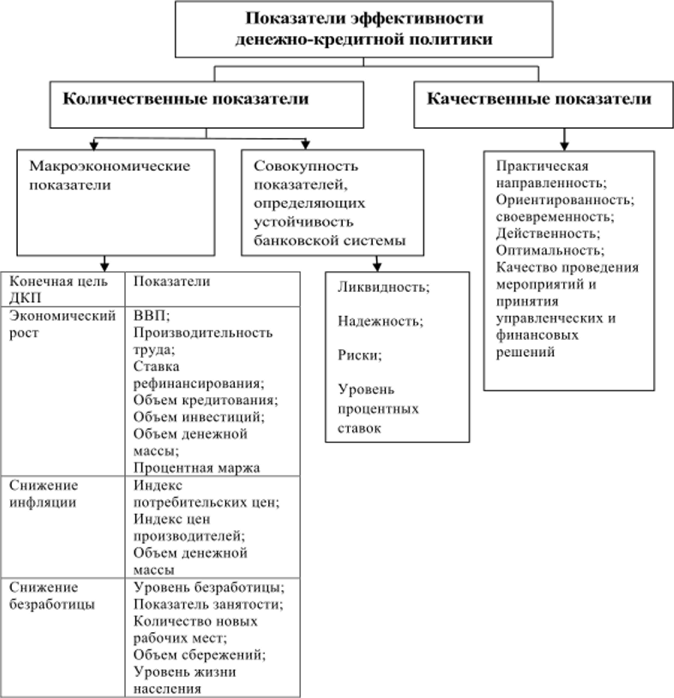 Показатели эффективности
денежно-кредитной политики
Количественные показатели
Качественные показатели
Макроэкономические
показатели
Совокупность
показателей,
определяющих
устойчивость
банковской системы
Практическая
направленность;
Ориентированность;
своевременность;
Действенность;
Оптимальность;
Качество проведения
мероприятий и
принятия
управленческих и
финансовых
решений
Ликвидность;
Надежность;
Риски;
Уровень
процентных
ставок
Конечная цель
ДКП
Показатели
Экономический
рост
ВВП;
Производительность
труда;
Ставка
рефинансирования;
Объем кредитования;
Объем инвестиций;
Объем денежной
массы;
Процентная маржа
Снижение
инфляции
Индекс
потребительских цен;
Индекс цен
производителей;
Объем денежной
массы
Снижение
безработицы
Уровень безработицы;
Показатель занятости;
Количество новых
рабочих мест;
Объем сбережений;
Уровень жизни
населения